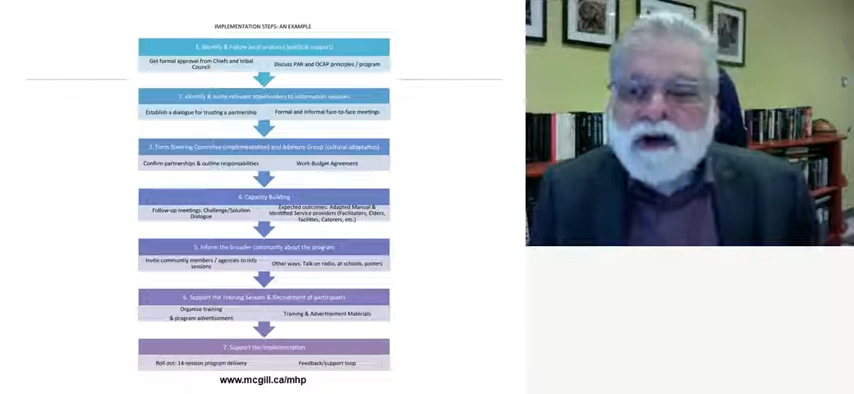 IMPLEMENTATION STEPS: AN EXAMPLE
1. Identify & Follow local protocol (political support)
Get formal approval from Chiefs and tribal
Council
Discuss PAR and OCAP principles / program
2. Identify & invite relevant stakeholders to information sessions
Establish a dialogue for trusting a partnership
Formal and informal face-to-face meetings
3. Form Steering Committee (implementation) and Advisory Group (cultural adaptation)
Confirm partnerships & outline responsibilities
Work-Budget Agreement
4. Capacity Building
Follow-up meetings: Challenge/Solution
Dialogue
Expected outcomes: Adapted Manual &
Identified Service providers (Facilitators, Elders,
facilities, Caterers, etc.)
5. Inform the broader community about the program
Invite community members / agencies to info
sessions
Other ways: Talk on radio, at schools, posters
6. Support the Training Session & Recruitment of participants
Organize training
& program advertisement
Training & Advertisement Materials
7. Support the Implementation
Roll out: 14-session program delivery
Feedback/support loop
www.mcgill.ca/mhp